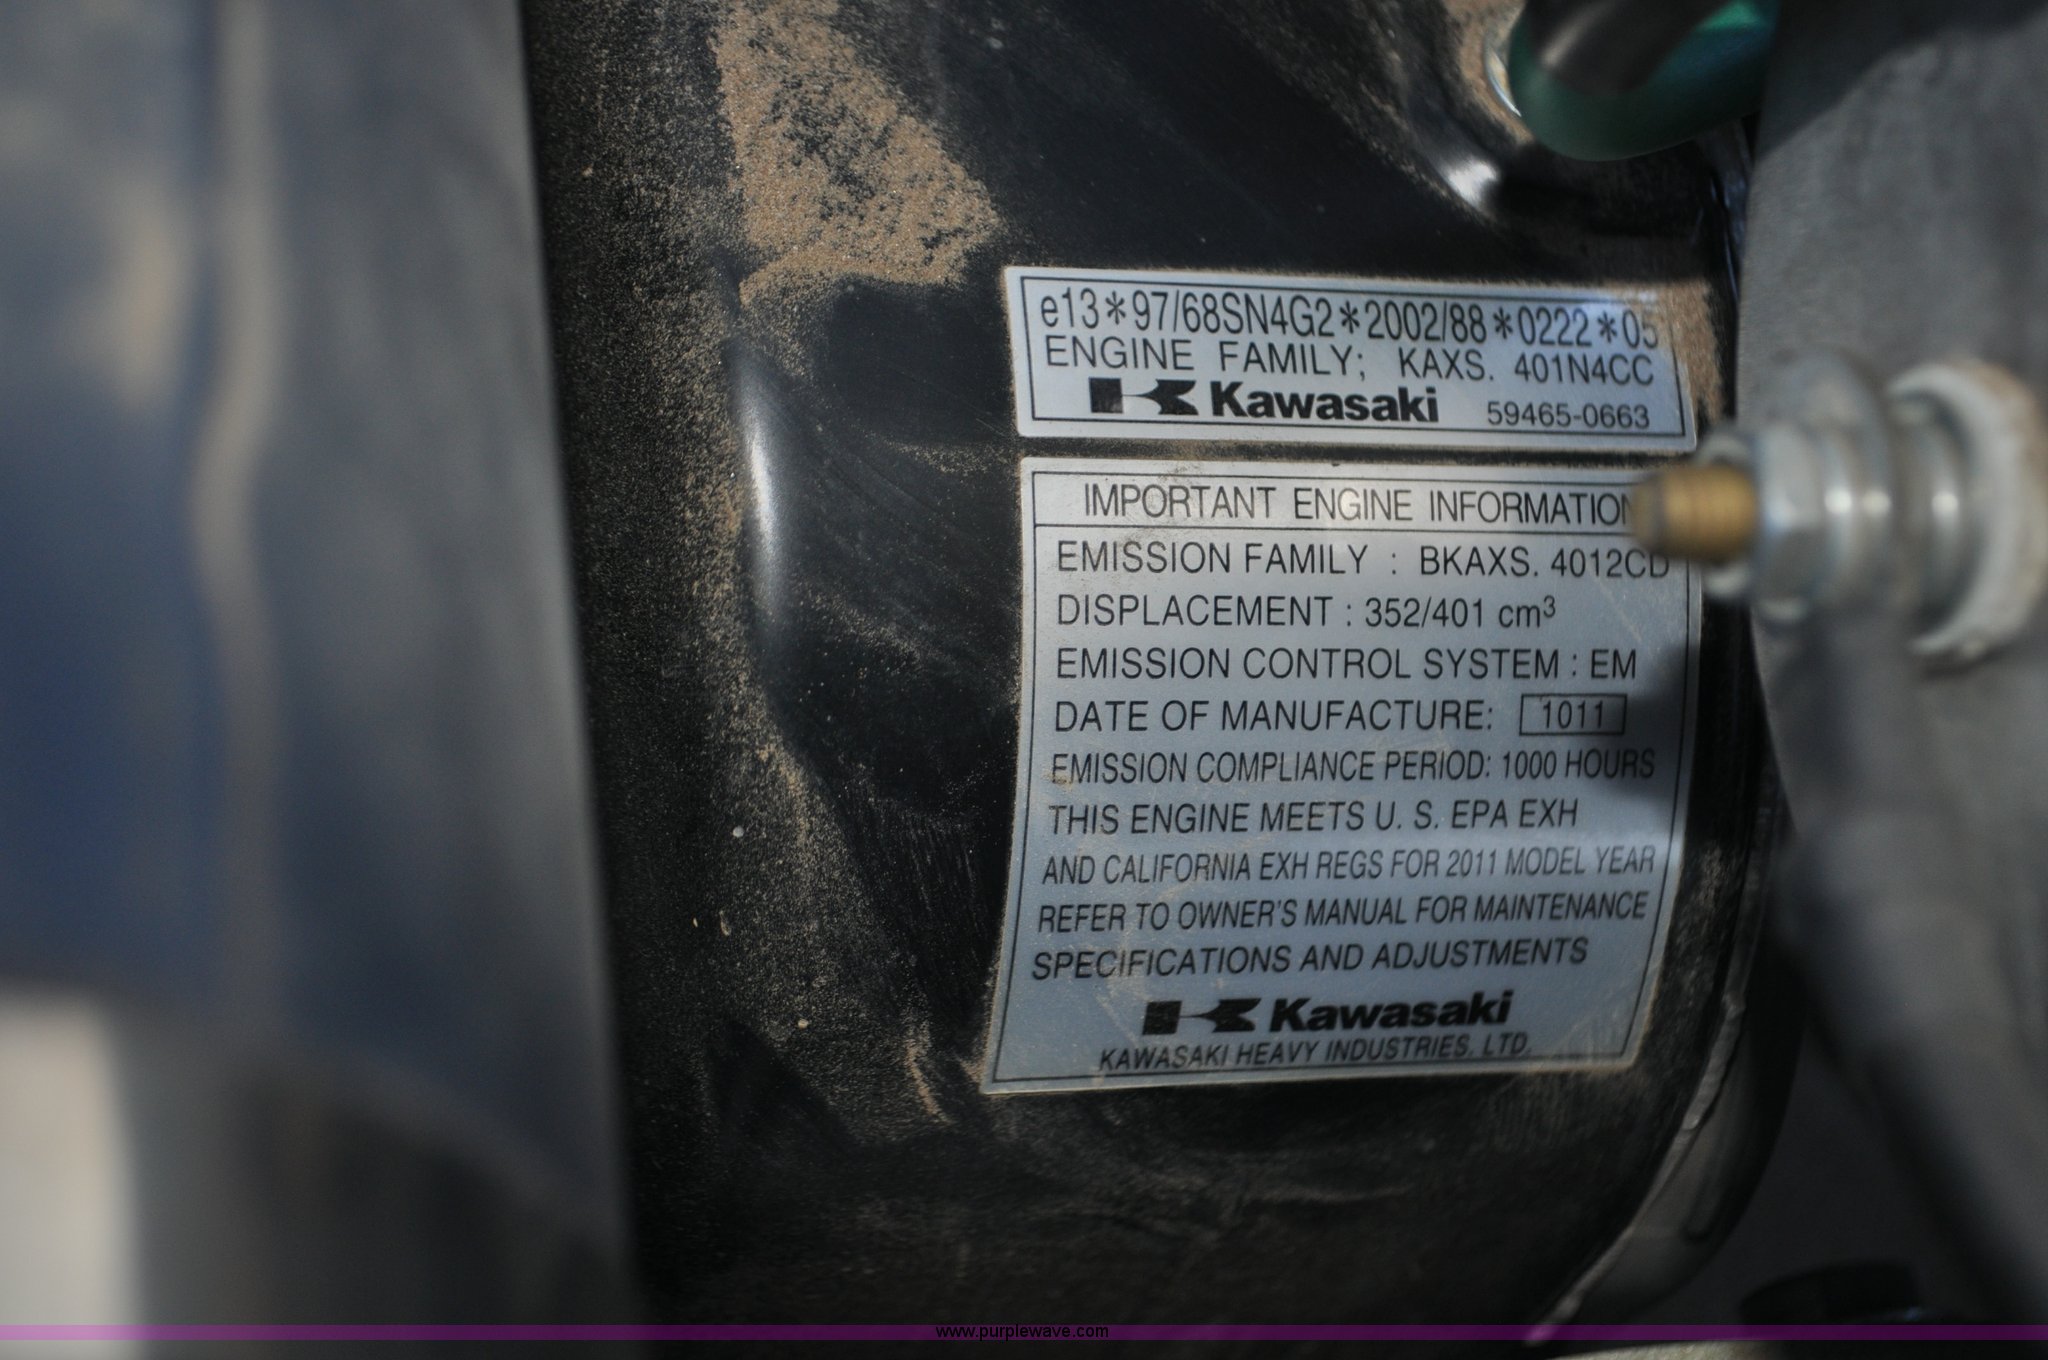 e13*97/68SN4G2*2002/88*0222*05
ENGINE FAMILY; KAXS. 401N4CC
Kawasaki 59465-0663
IMPORTANT ENGINE INFORMATION
EMISSION FAMILY : BKAXS. 4012CD
DISPLACEMENT : 352/401 cm³
EMISSION CONTROL SYSTEM : EM
DATE OF MANUFACTURE: 1011
EMISSION COMPLIANCE PERIOD: 1000 HOURS
THIS ENGINE MEETS U. S. EPA EXH
AND CALIFORNIA EXH REGS FOR 2011 MODEL YEAR
REFER TO OWNER'S MANUAL FOR MAINTENANCE
SPECIFICATIONS AND ADJUSTMENTS
Kawasaki
KAWASAKI HEAVY INDUSTRIES, LTD.
www.purplewave.com